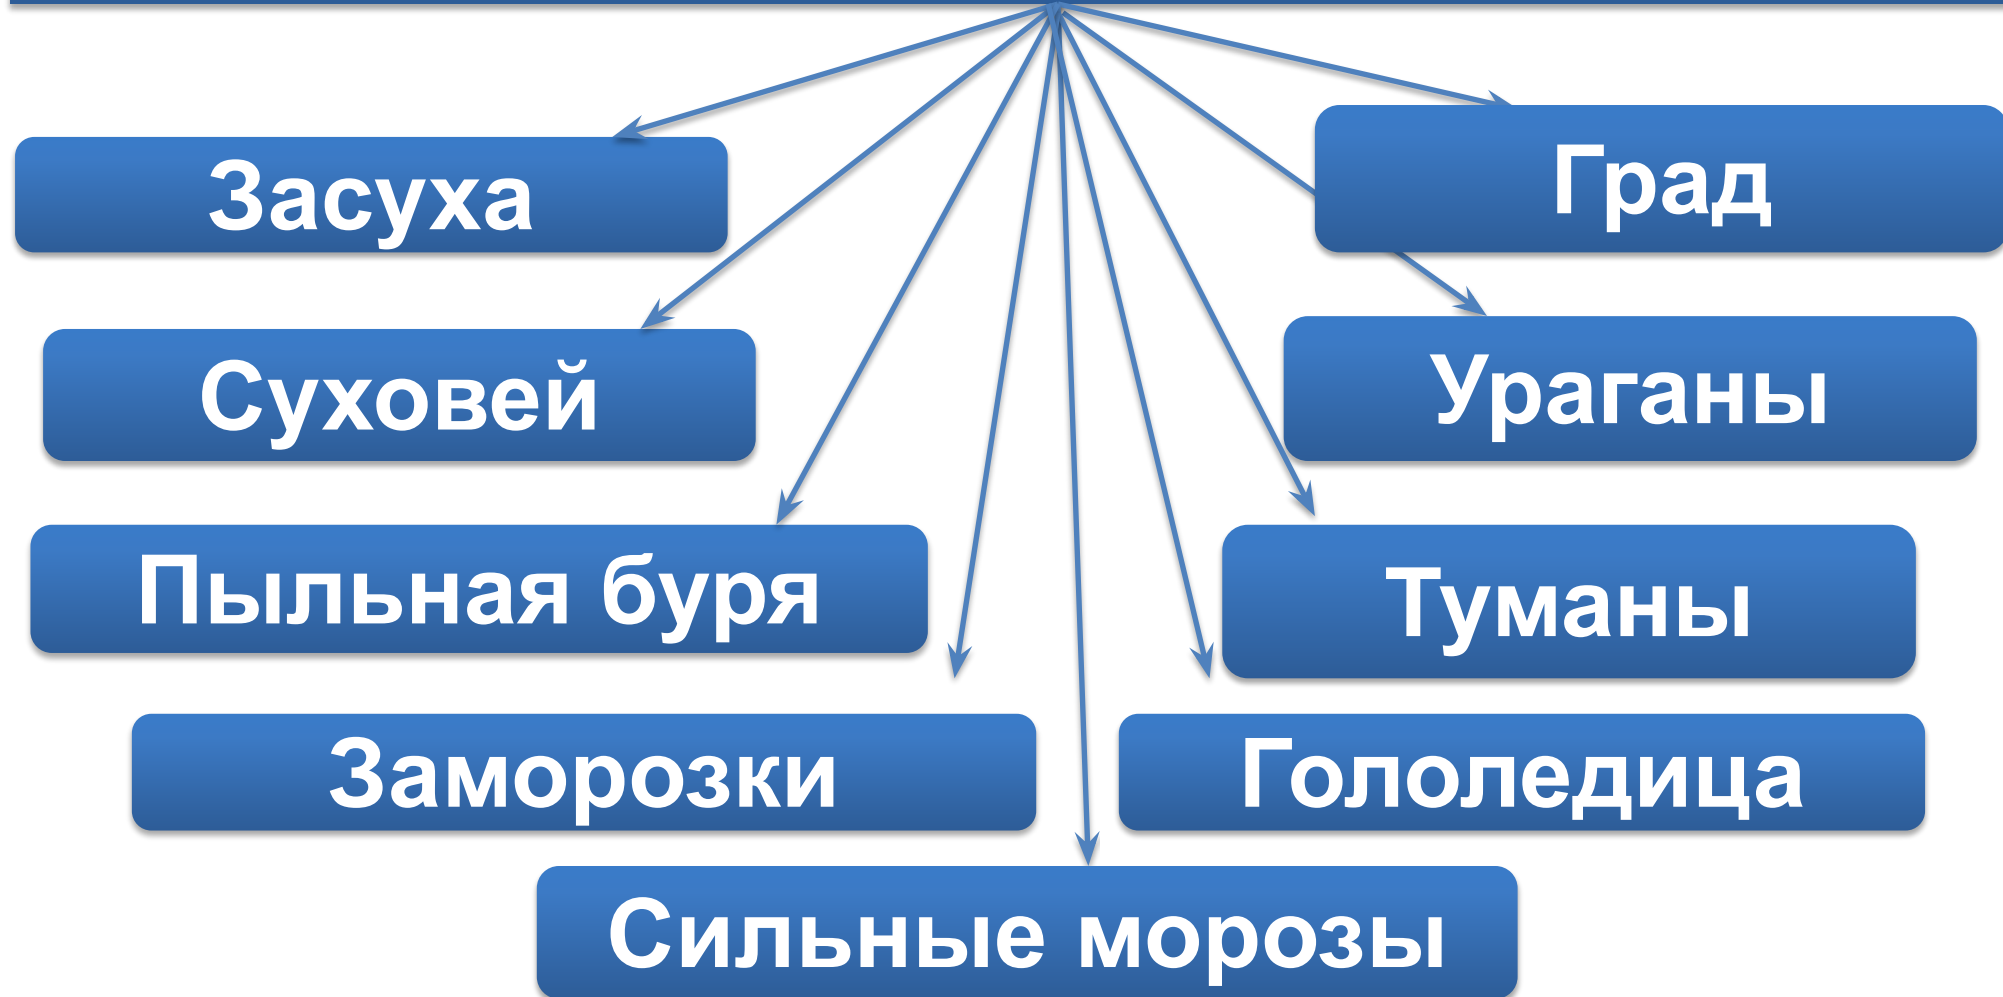 Засуха
Град
Суховей
Ураганы
Пыльная буря
Туманы
Заморозки
Гололедица
Сильные морозы